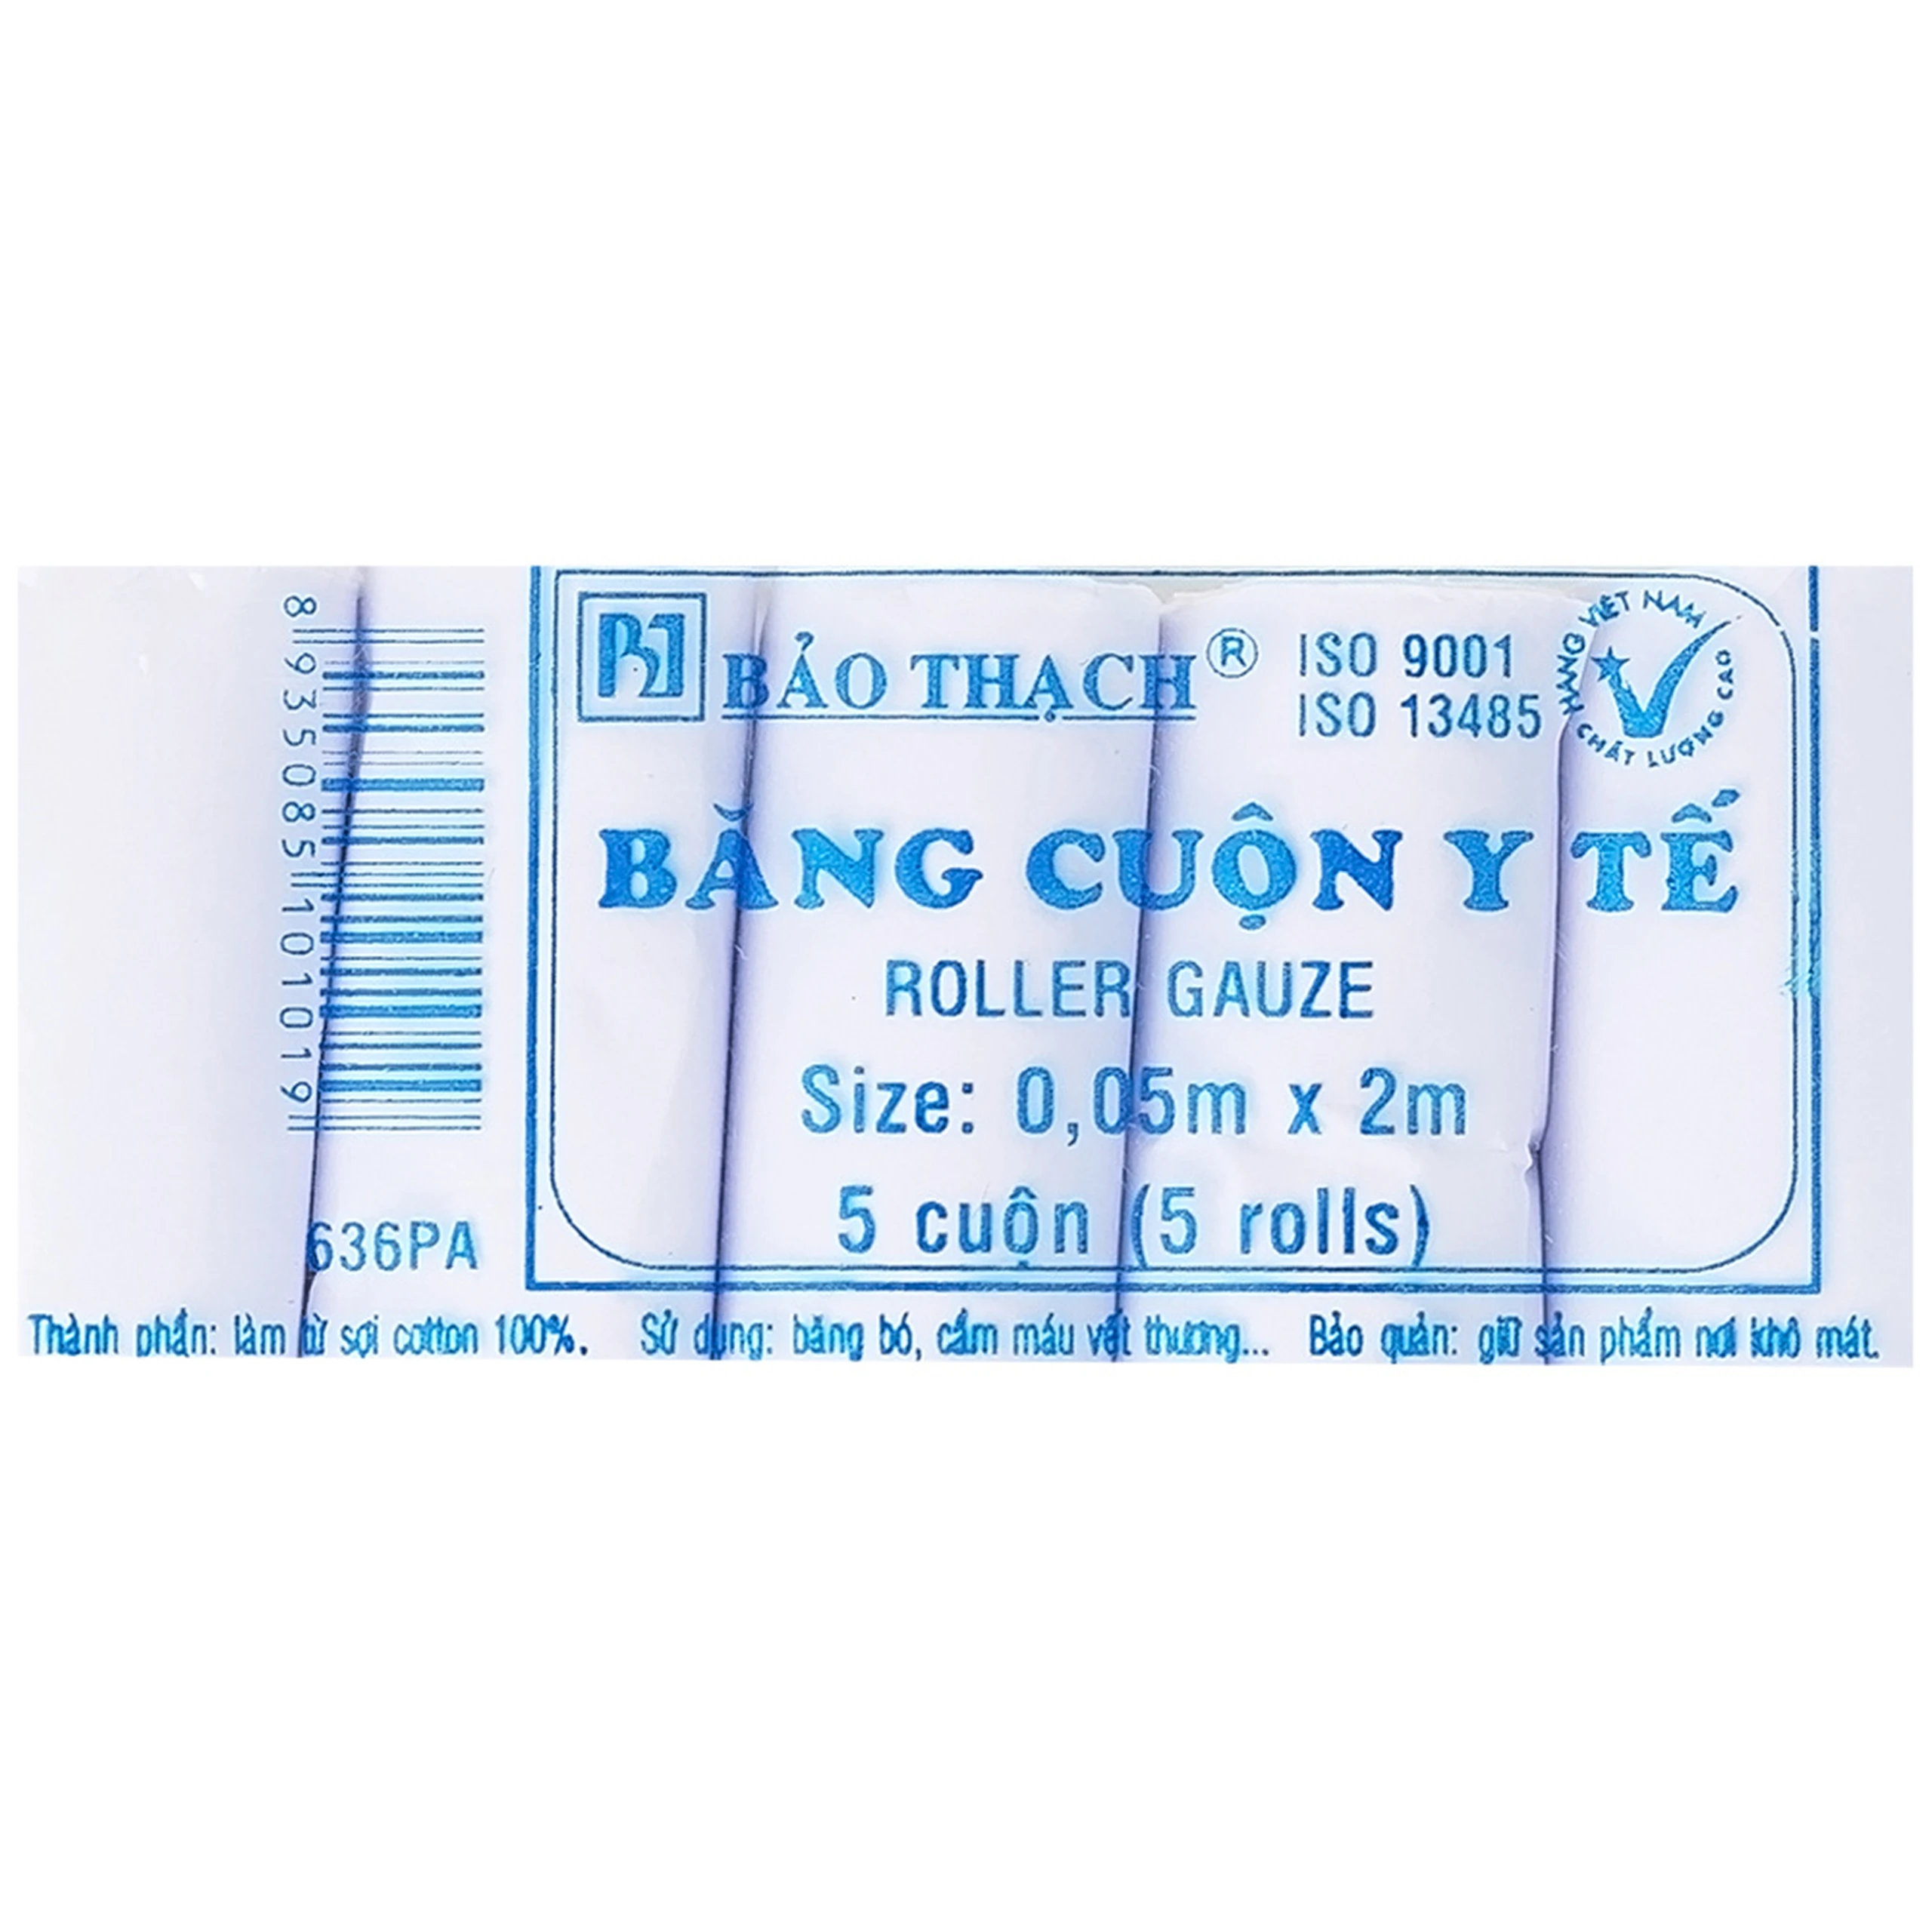 BẢO THẠCH®
ISO 9001
ISO 13485
HÀNG VIỆT NAM
CHẤT LƯỢNG CAO
BĂNG CUỘN Y TẾ
ROLLER GAUZE
Size: 0,05m x 2m
5 cuộn (5 rolls)
8935085101019
636PA
Thành phần: làm từ sợi cotton 100%. Sử dụng: băng bó, cầm máu vết thương... Bảo quản: giữ sản phẩm nơi khô mát.